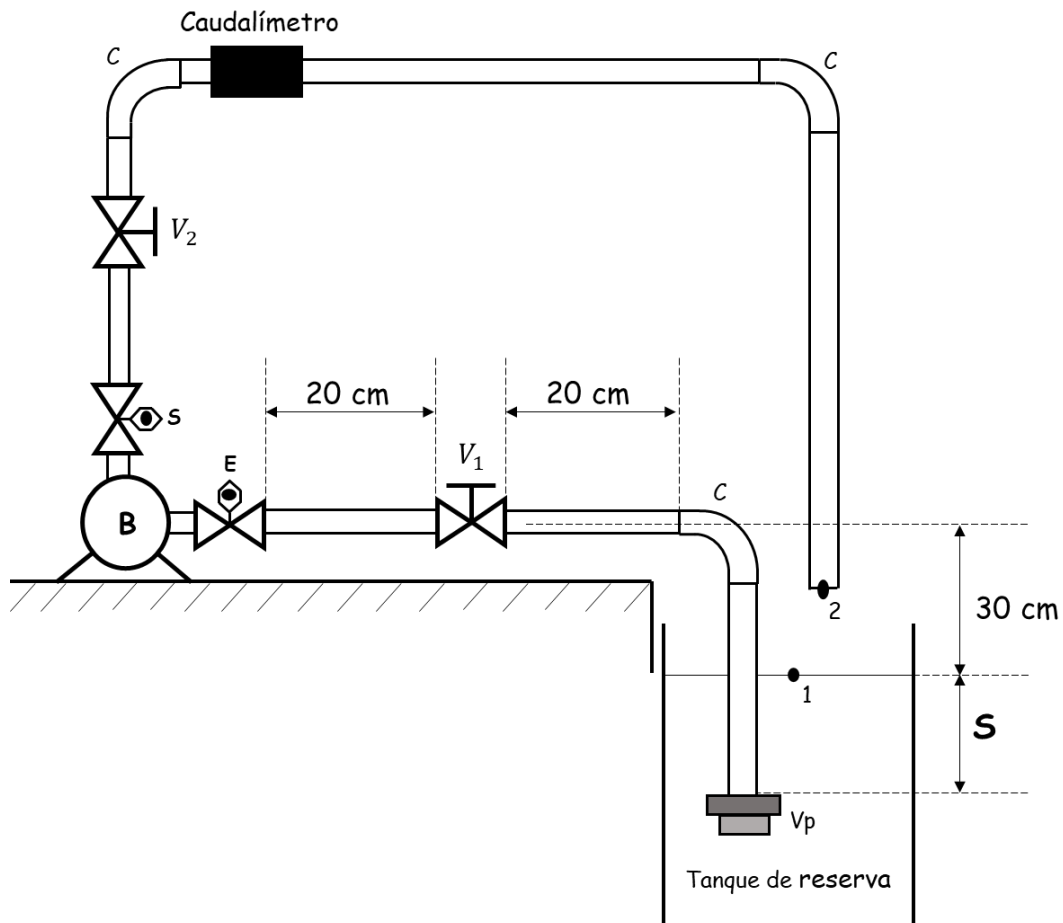 Caudalímetro
C
C
V₂
S
20 cm
20 cm
E
V₁
C
B
2
30 cm
1
S
Vp
Tanque de reserva